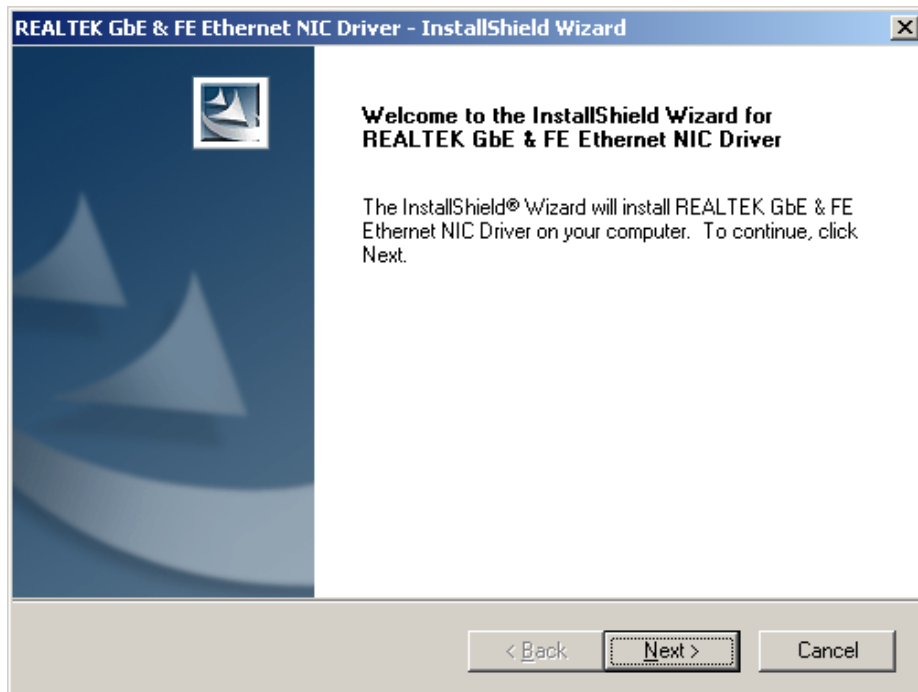 REALTEK GbE & FE Ethernet NIC Driver - InstallShield Wizard
Welcome to the InstallShield Wizard for
REALTEK GbE & FE Ethernet NIC Driver
The InstallShield® Wizard will install REALTEK GbE & FE
Ethernet NIC Driver on your computer.  To continue, click
Next.
< Back
Next >
Cancel